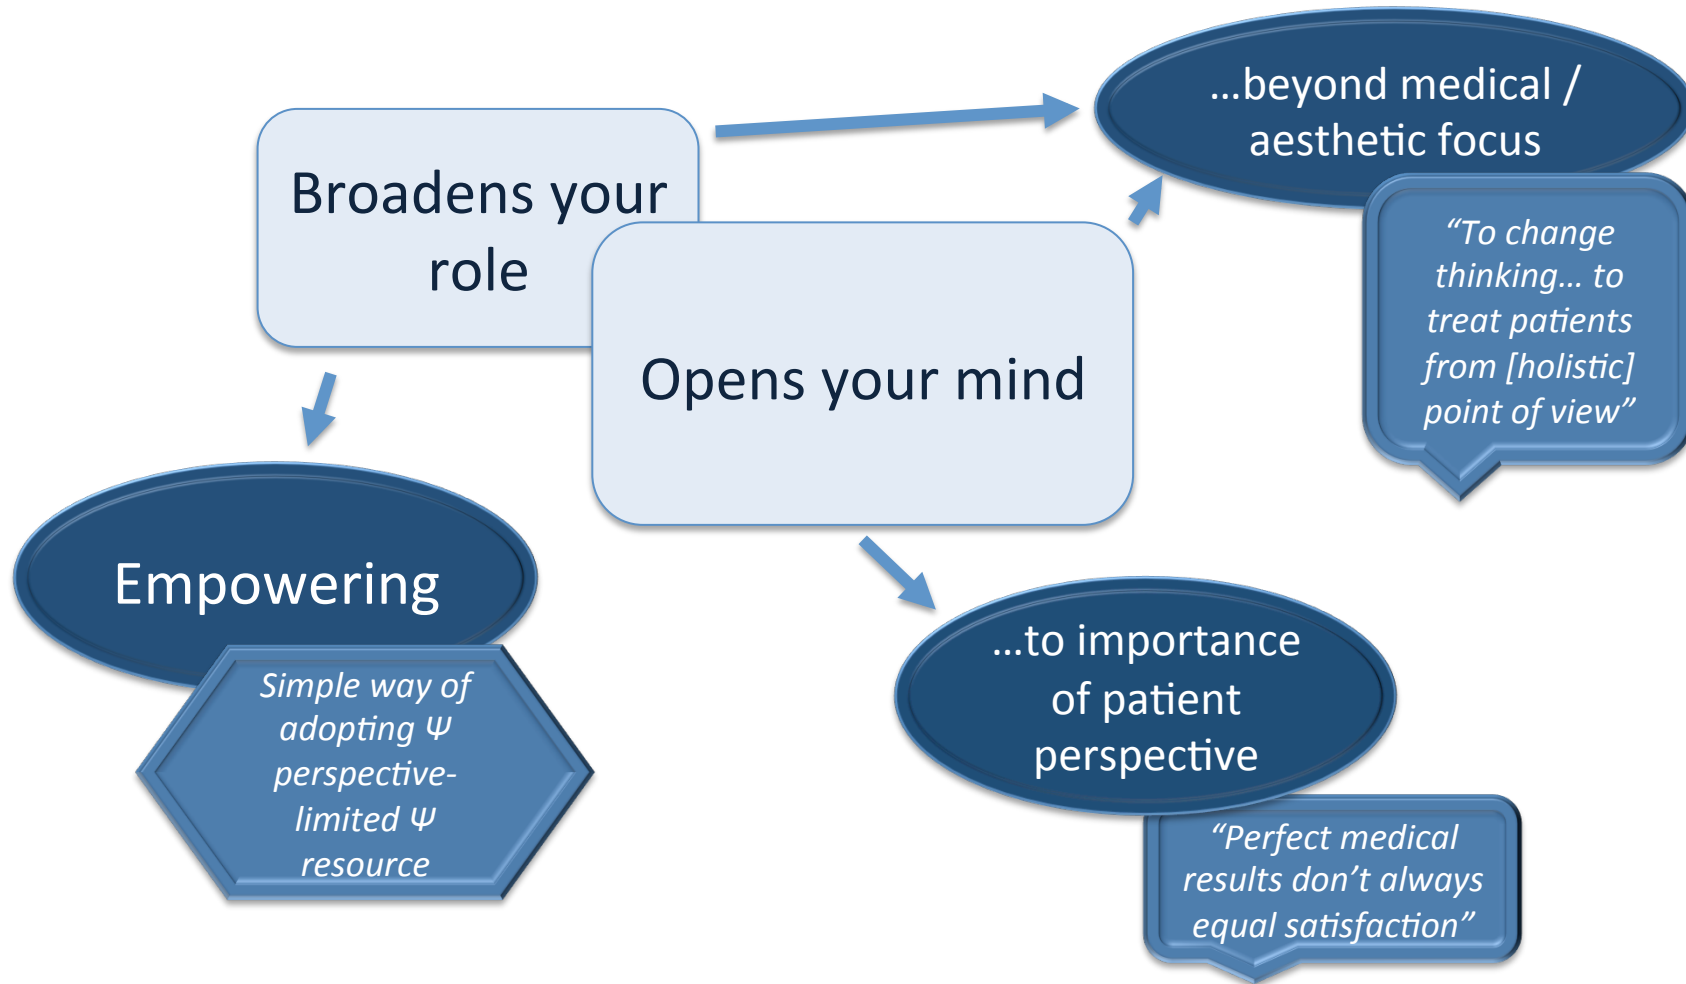 …beyond medical /
aesthetic focus
Broadens your
role
“To change
thinking… to
treat patients
from [holistic]
point of view”
Opens your mind
Empowering
Simple way of
adopting Ψ
perspective-
limited Ψ
resource
…to importance
of patient
perspective
“Perfect medical
results don’t always
equal satisfaction”